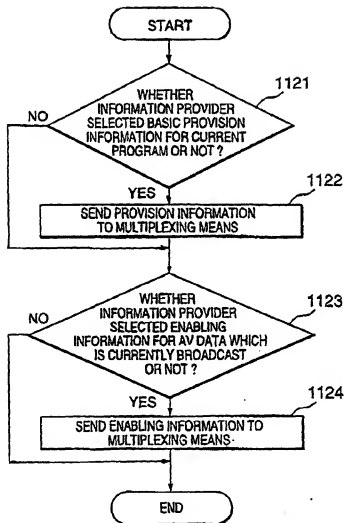 START
1121
WHETHER
INFORMATION PROVIDER
SELECTED BASIC PROVISION
INFORMATION FOR CURRENT
PROGRAM OR NOT ?
NO
YES
1122
SEND PROVISION INFORMATION
TO MULTIPLEXING MEANS
1123
WHETHER
INFORMATION PROVIDER
SELECTED ENABLING
INFORMATION FOR AV DATA WHICH
IS CURRENTLY BROADCAST
OR NOT ?
NO
YES
1124
SEND ENABLING INFORMATION TO
MULTIPLEXING MEANS
END